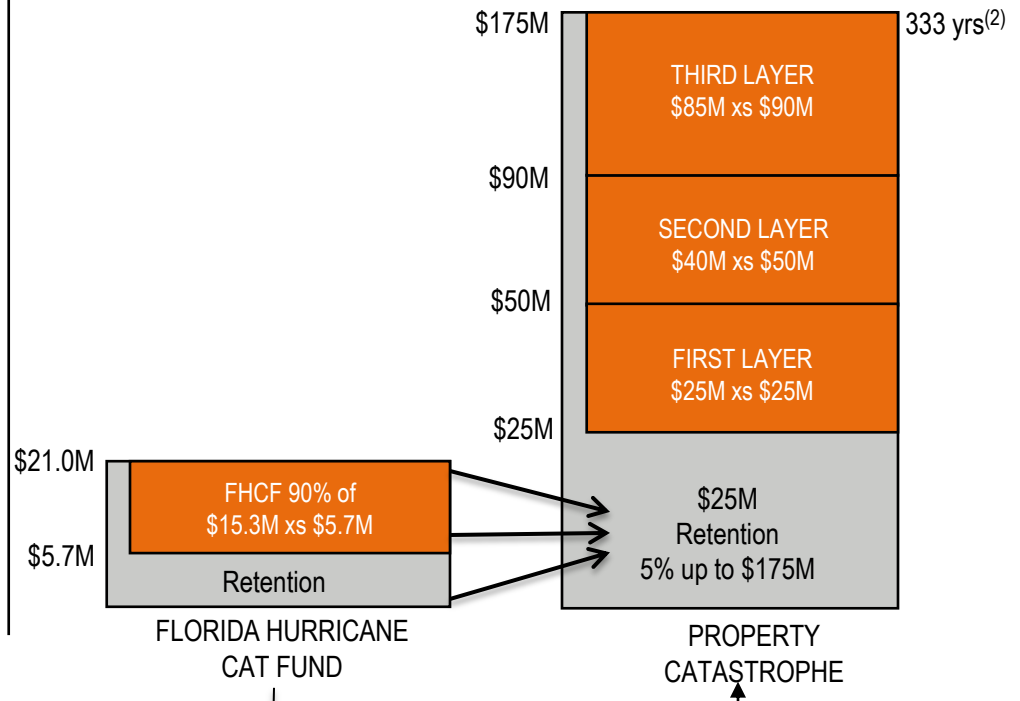 $175M
333 yrs(2)
THIRD LAYER
$85M xs $90M
$90M
SECOND LAYER
$40M xs $50M
$50M
FIRST LAYER
$25M xs $25M
$25M
$21.0M
FHCF 90% of
$15.3M xs $5.7M
$5.7M
Retention
$25M
Retention
5% up to $175M
FLORIDA HURRICANE
CAT FUND
PROPERTY
CATASTROPHE